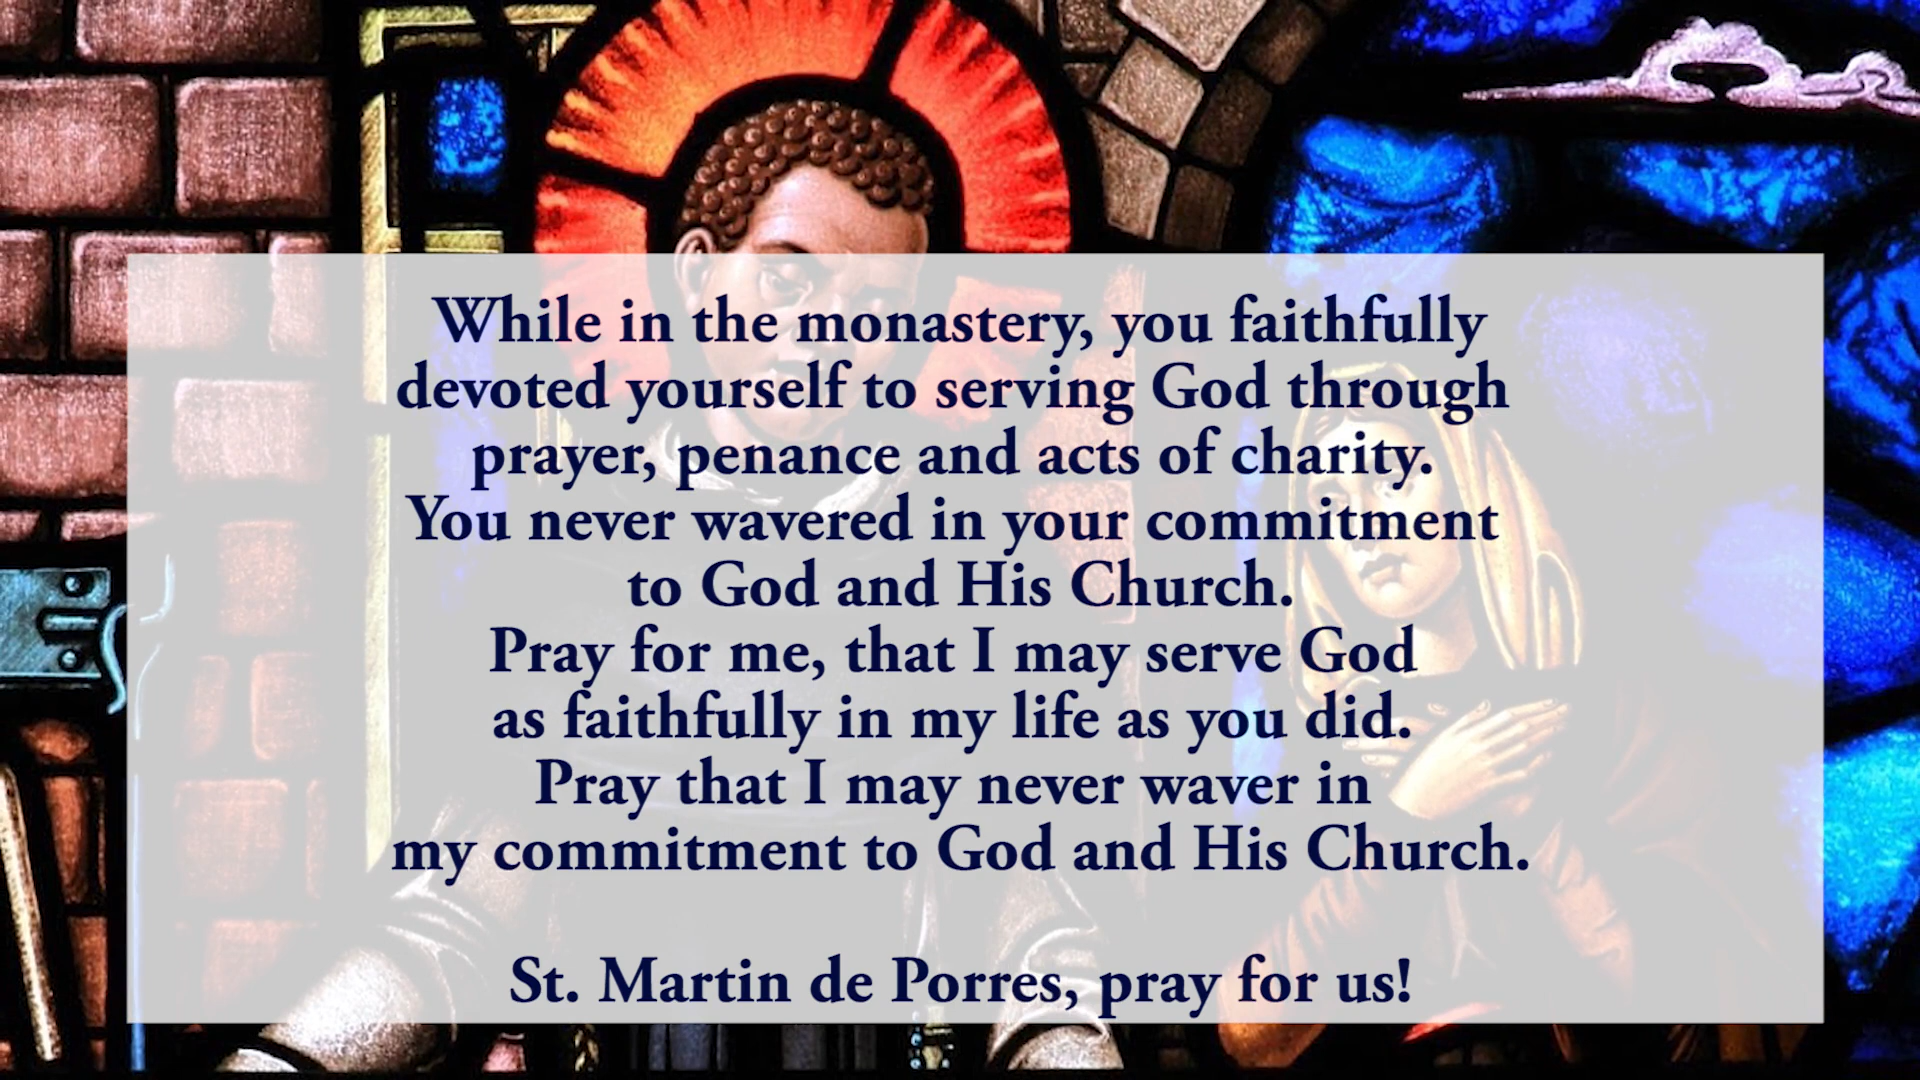 While in the monastery, you faithfully
devoted yourself to serving God through
prayer, penance and acts of charity.
You never wavered in your commitment
to God and His Church.
Pray for me, that I may serve God
as faithfully in my life as you did.
Pray that I may never waver in
my commitment to God and His Church.
St. Martin de Porres, pray for us!